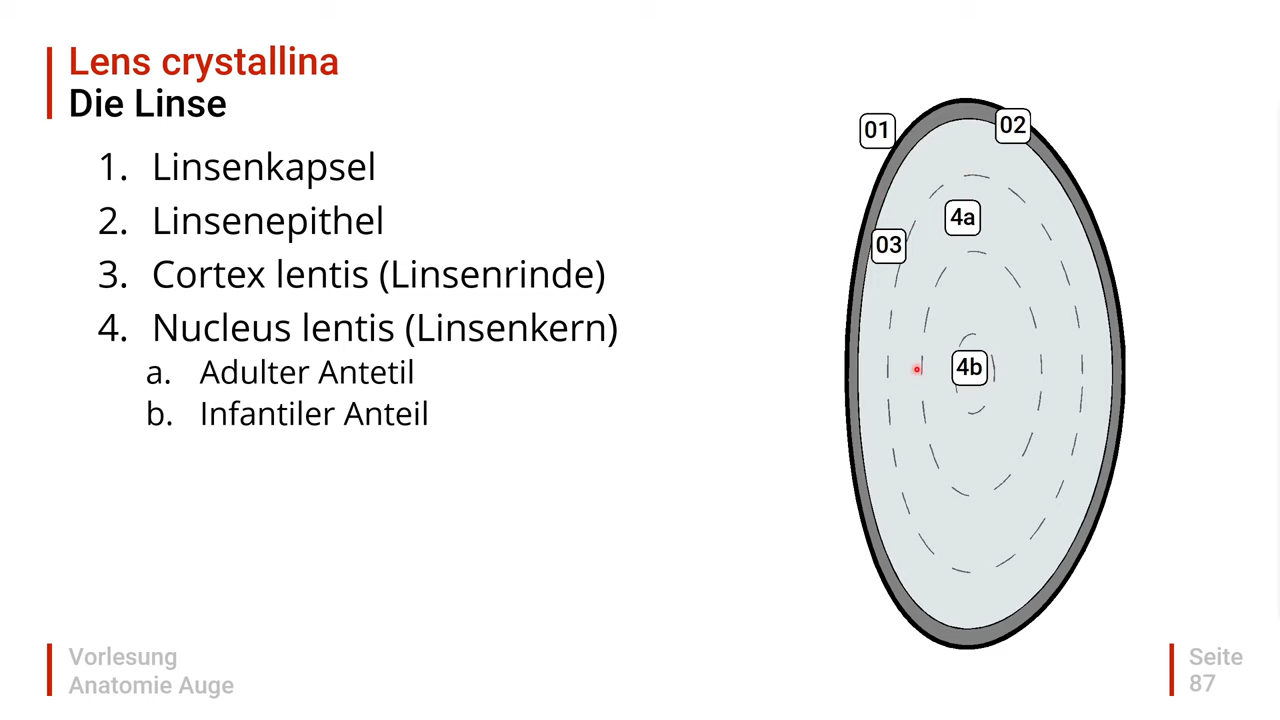 Lens crystallina
Die Linse
1. Linsenkapsel
2. Linsenepithel
3. Cortex lentis (Linsenrinde)
4. Nucleus lentis (Linsenkern)
a. Adulter Antetil
b. Infantiler Anteil
01
02
4a
03
4b
Vorlesung
Anatomie Auge
Seite
87